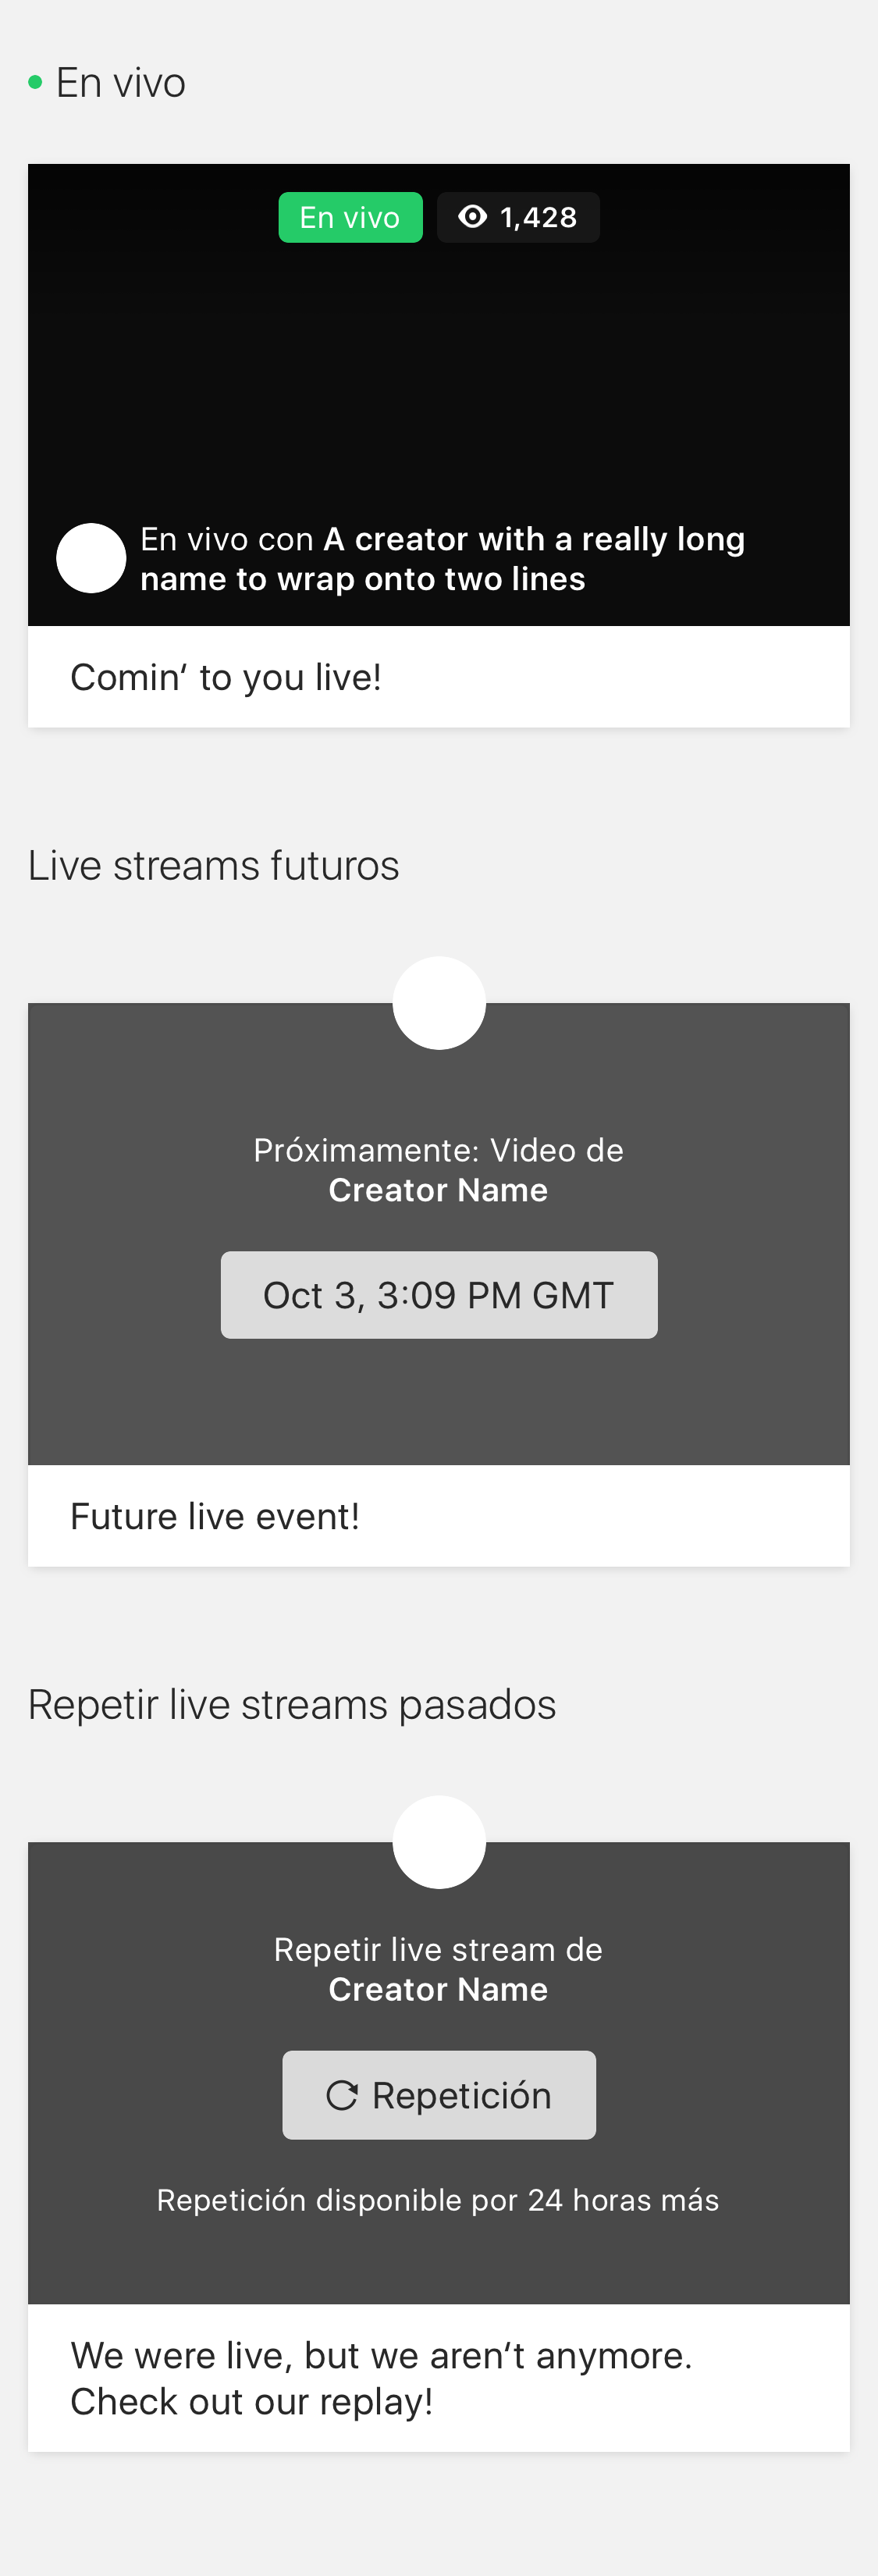 En vivo
En vivo 1,428
En vivo con A creator with a really long
name to wrap onto two lines
Comin‘ to you live!
Live streams futuros
Próximamente: Video de
Creator Name
Oct 3, 3:09 PM GMT
Future live event!
Repetir live streams pasados
Repetir live stream de
Creator Name
Repetición
Repetición disponible por 24 horas más
We were live, but we aren‘t anymore.
Check out our replay!